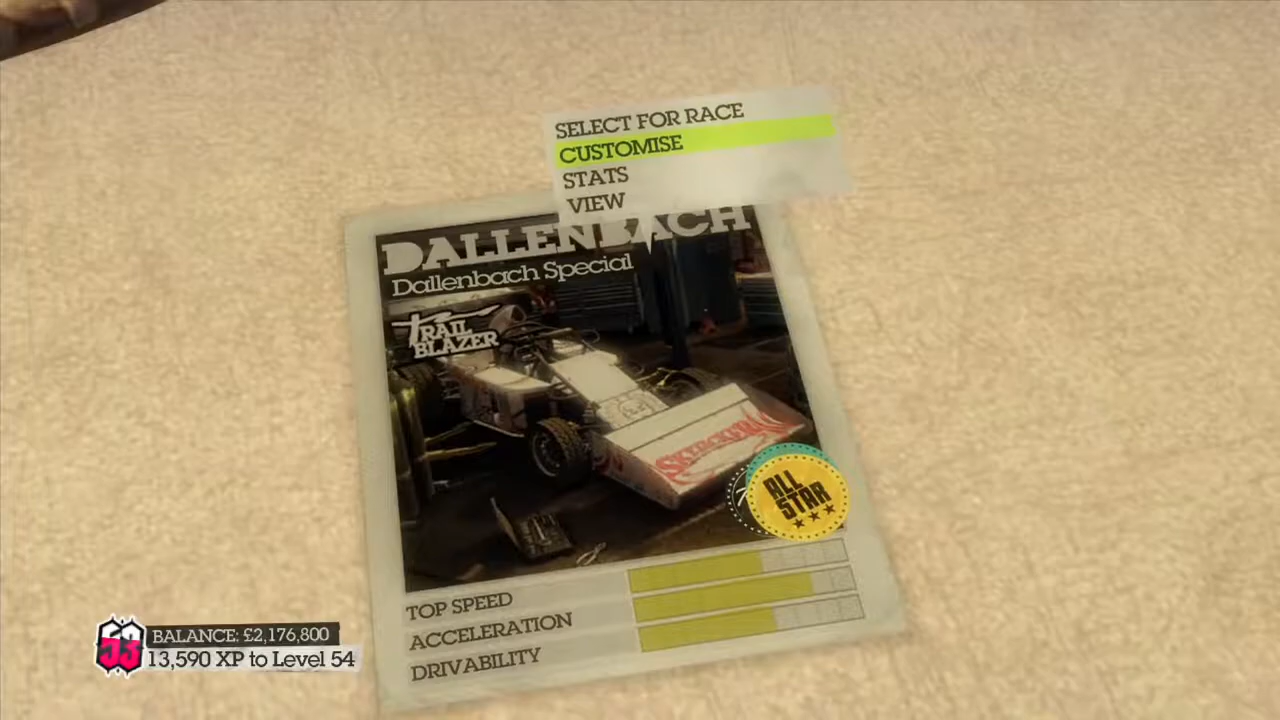 SELECT FOR RACE
CUSTOMISE
STATS
VIEW
DALLENBACH
Dallenbach Special
TRAIL
BLAZER
ALL
STAR
TOP SPEED
ACCELERATION
DRIVABILITY
53
BALANCE: £2,176,800
13,590 XP to Level 54